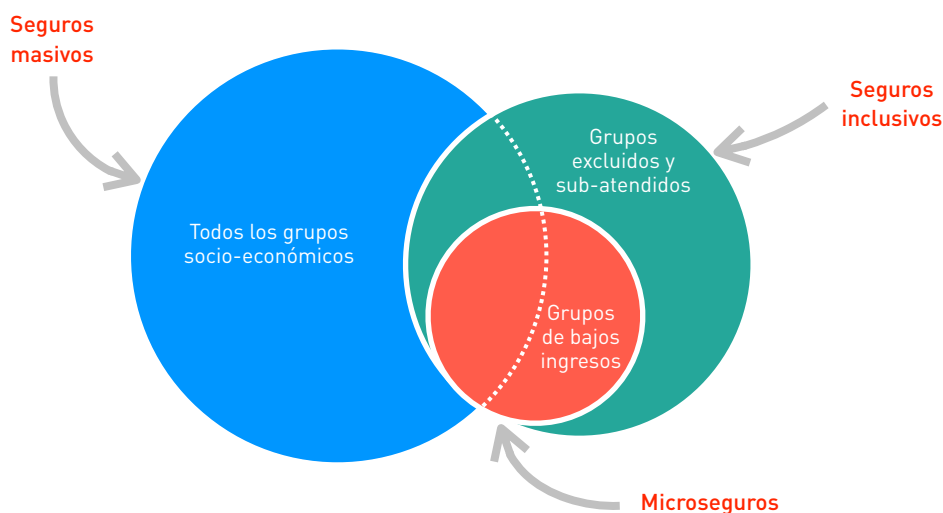 Seguros
masivos
Seguros
inclusivos
Grupos
excluidos y
sub-atendidos
Todos los grupos
socio-económicos
Grupos
de bajos
ingresos
Microseguros